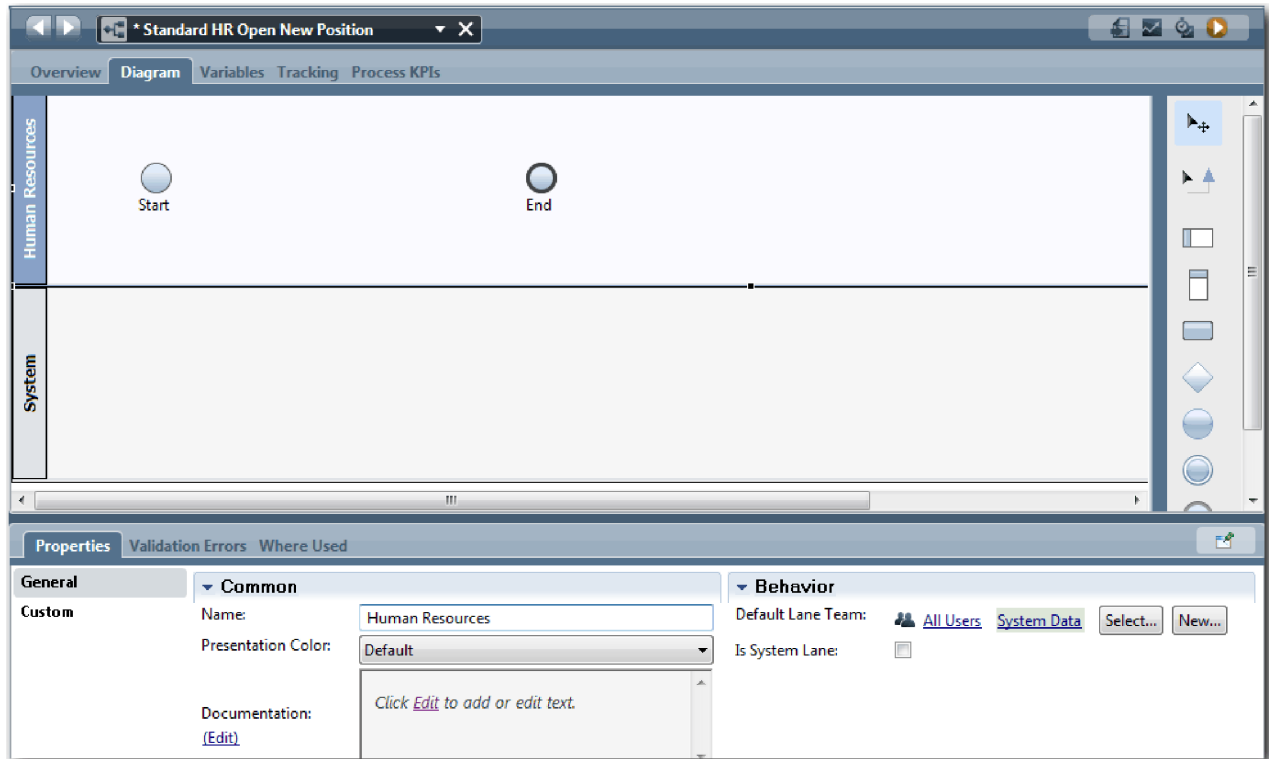 * Standard HR Open New Position
Overview Diagram Variables Tracking Process KPIs
Human Resources
Start
End
System
Properties Validation Errors Where Used
General
Custom
Common
Name: Human Resources
Presentation Color: Default
Documentation:
(Edit)
Click Edit to add or edit text.
Behavior
Default Lane Team: All Users System Data Select... New...
Is System Lane: